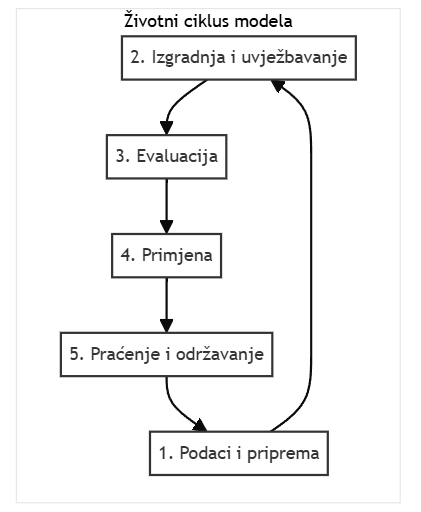 Životni ciklus modela
2. Izgradnja i uvježbavanje
3. Evaluacija
4. Primjena
5. Praćenje i održavanje
1. Podaci i priprema